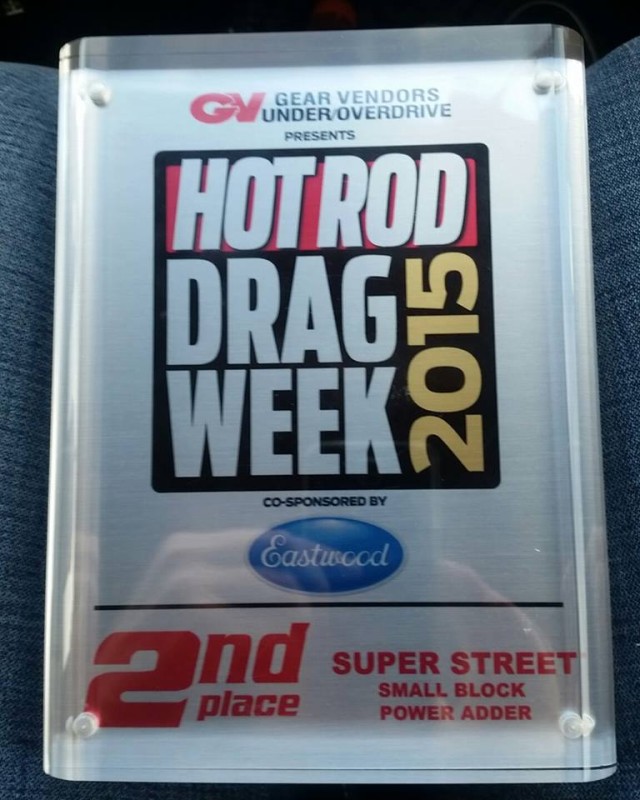 GV GEAR VENDORS
UNDER/OVERDRIVE
PRESENTS
HOT ROD
DRAG
WEEK
2015
CO-SPONSORED BY
Eastwood
2nd
place
SUPER STREET
SMALL BLOCK
POWER ADDER